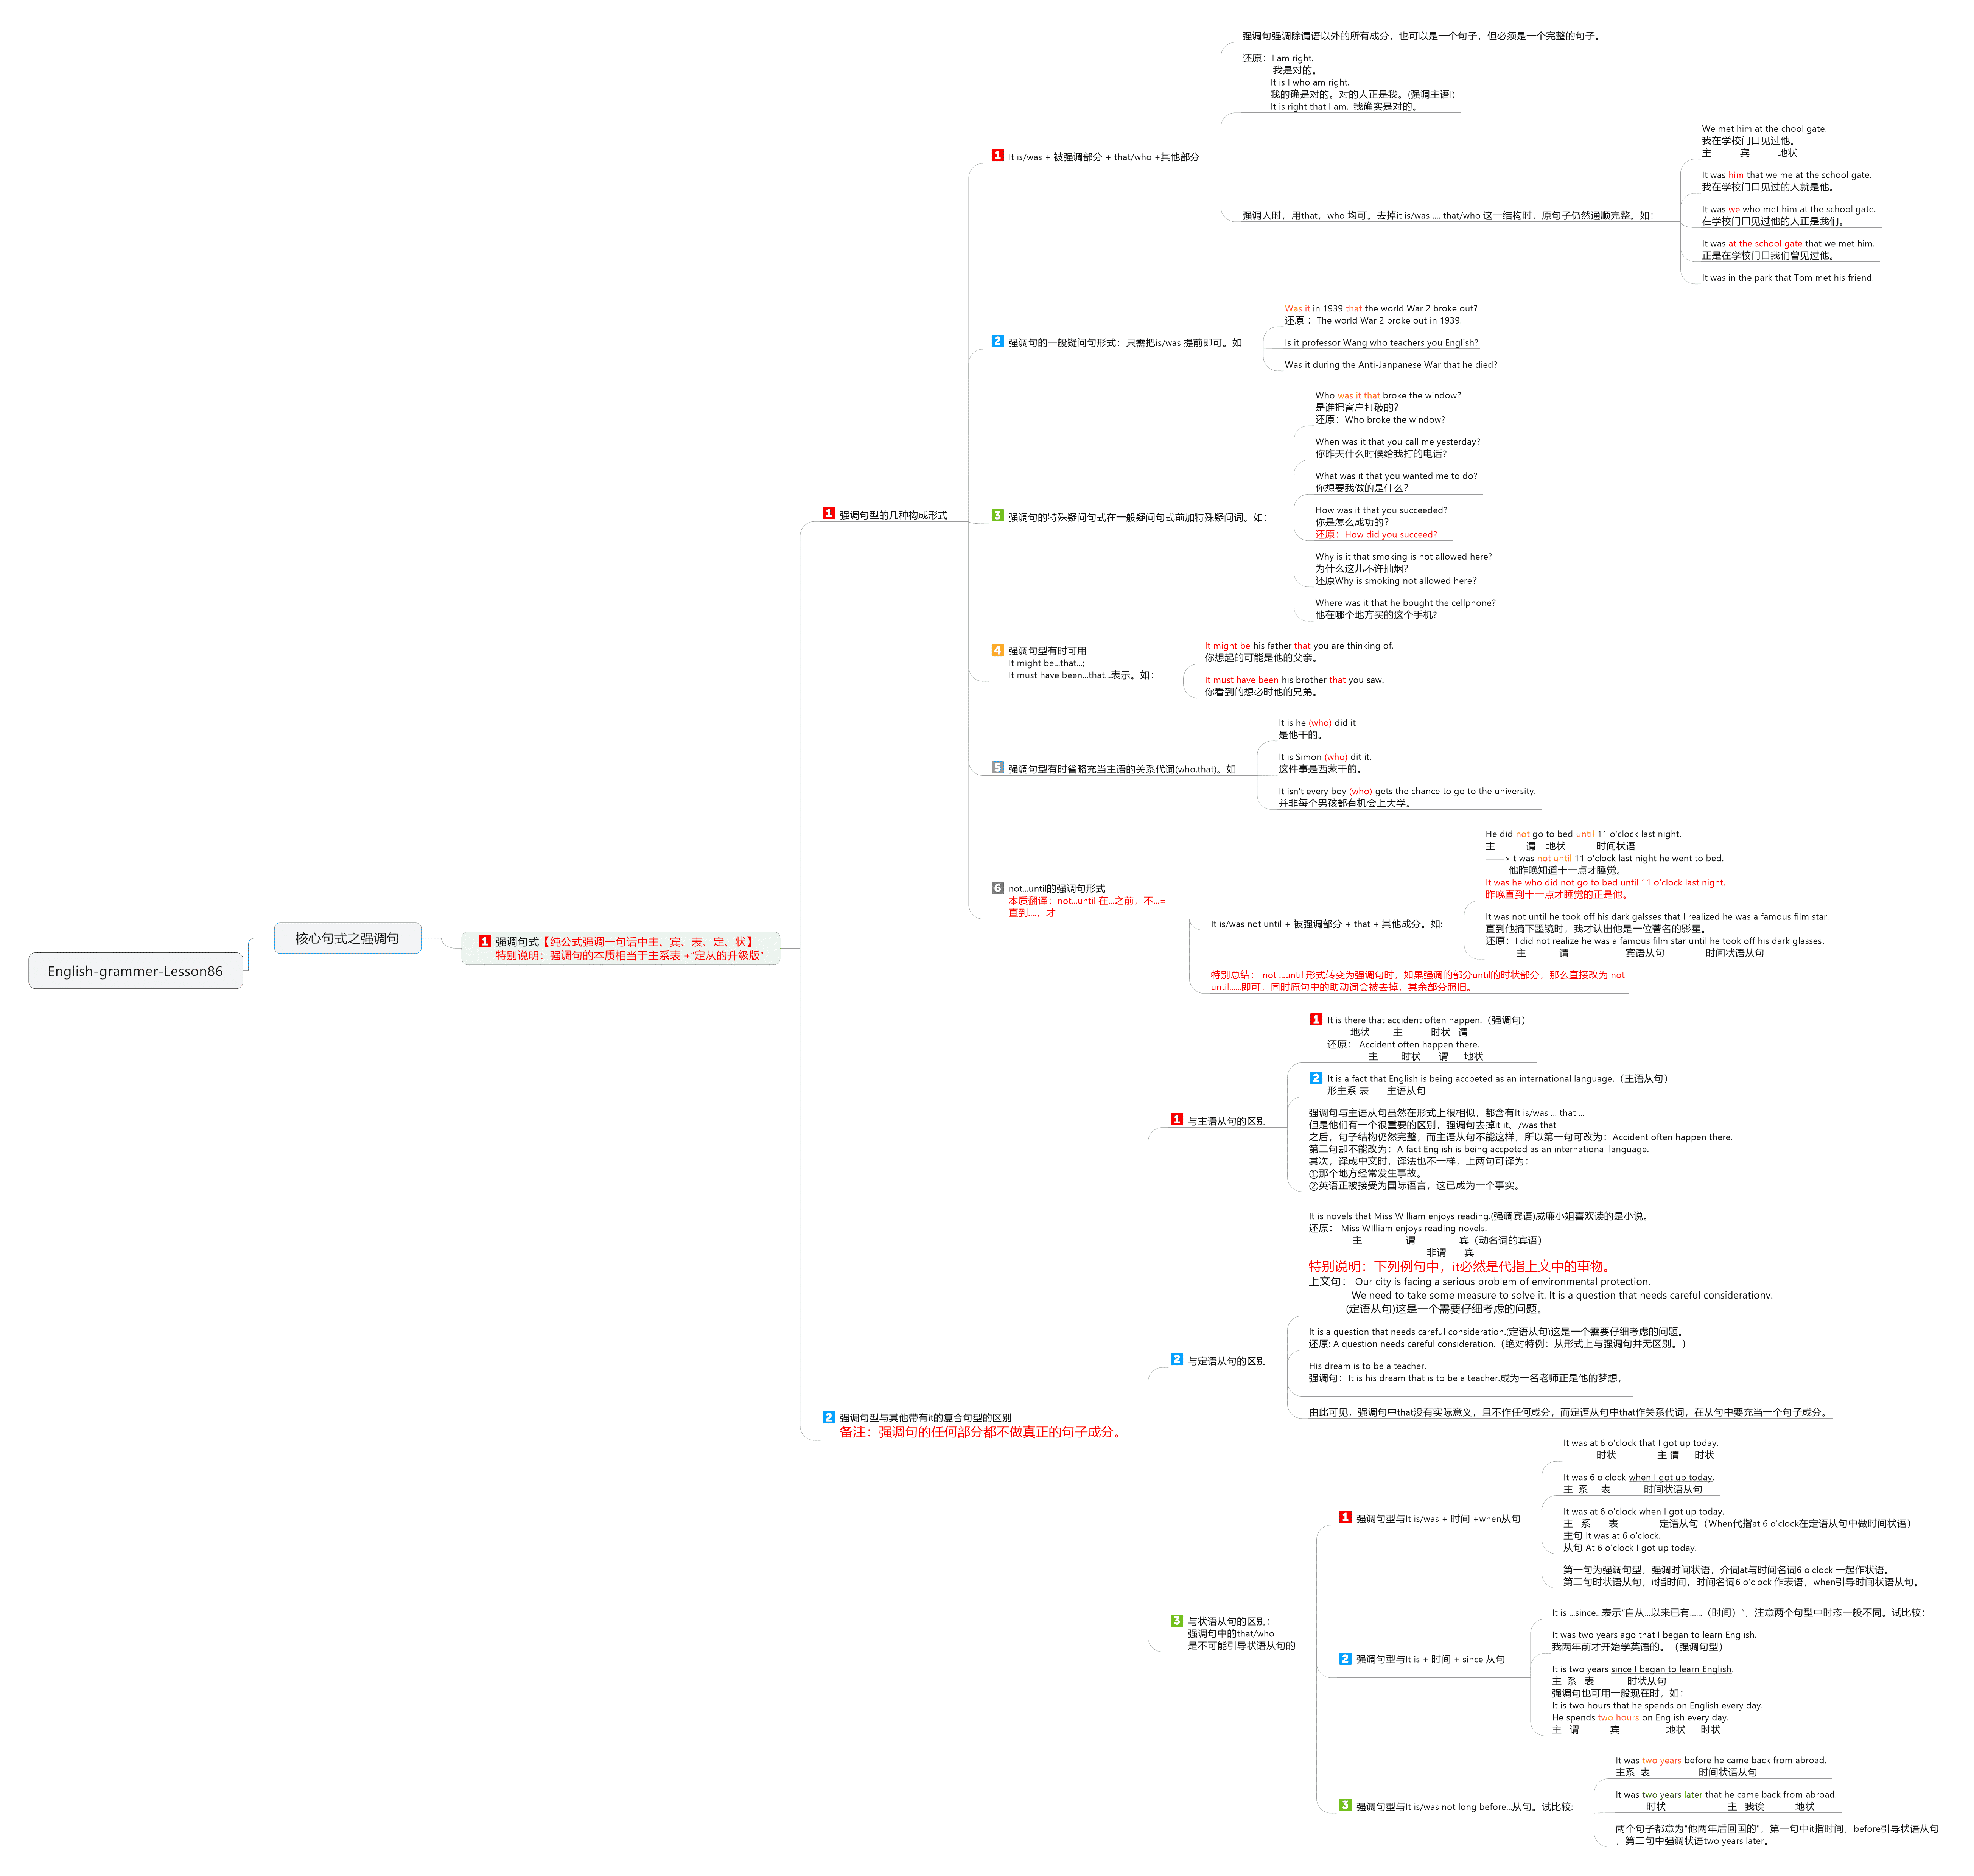 English-grammer-Lesson86
核心句式之强调句
1 强调句式【纯公式强调一句话中主、宾、表、定、状】
特别说明：强调句的本质相当于主系表 +“定从的升级版”
1 强调句型的几种构成形式
1 It is/was + 被强调部分 + that/who +其他部分
强调句强调除谓语以外的所有成分，也可以是一个句子，但必须是一个完整的句子。
还原：I am right.
我是对的。
It is I who am right.
我的确是对的。对的人正是我。(强调主语I)
It is right that I am. 我确实是对的。
强调人时，用that，who 均可。去掉it is/was .... that/who 这一结构时，原句子仍然通顺完整。如：
We met him at the chool gate.
我在学校门口见过他。
主 宾 地状
It was him that we me at the school gate.
我在学校门口见过的人就是他。
It was we who met him at the school gate.
在学校门口见过他的人正是我们。
It was at the school gate that we met him.
正是在学校门口我们曾见过他。
It was in the park that Tom met his friend.
2 强调句的一般疑问句形式：只需把is/was 提前即可。如
Was it in 1939 that the world War 2 broke out?
还原 ：The world War 2 broke out in 1939.
Is it professor Wang who teachers you English?
Was it during the Anti-Janpanese War that he died?
3 强调句的特殊疑问句式在一般疑问句式前加特殊疑问词。如：
Who was it that broke the window?
是谁把窗户打破的？
还原：Who broke the window?
When was it that you call me yesterday?
你昨天什么时候给我打的电话?
What was it that you wanted me to do?
你想要我做的是什么？
How was it that you succeeded?
你是怎么成功的？
还原：How did you succeed?
Why is it that smoking is not allowed here?
为什么这儿不许抽烟？
还原Why is smoking not allowed here？
Where was it that he bought the cellphone?
他在哪个地方买的这个手机?
4 强调句型有时可用
It might be...that...;
It must have been...that...表示。如：
It might be his father that you are thinking of.
你想起的可能是他的父亲。
It must have been his brother that you saw.
你看到的想必时他的兄弟。
5 强调句型有时省略充当主语的关系代词(who,that)。如
It is he (who) did it
是他干的。
It is Simon (who) dit it.
这件事是西蒙干的。
It isn't every boy (who) gets the chance to go to the university.
并非每个男孩都有机会上大学。
6 not...until的强调句形式
本质翻译：not...until 在...之前，不...=
直到....，才
It is/was not until + 被强调部分 + that + 其他成分。如:
He did not go to bed until 11 o'clock last night.
主 谓 地状 时间状语
——>It was not until 11 o'clock last night he went to bed.
他昨晚知道十一点才睡觉。
It was he who did not go to bed until 11 o'clock last night.
昨晚直到十一点才睡觉的正是他。
It was not until he took off his dark galsses that I realized he was a famous film star.
直到他摘下墨镜时，我才认出他是一位著名的影星。
还原：I did not realize he was a famous film star until he took off his dark glasses.
主 谓 宾语从句 时间状语从句
特别总结： not ...until 形式转变为强调句时，如果强调的部分until的时状部分，那么直接改为 not
until......即可，同时原句中的助动词会被去掉，其余部分照旧。
2 强调句型与其他带有it的复合句型的区别
备注：强调句的任何部分都不做真正的句子成分。
1 与主语从句的区别
1 It is there that accident often happen.（强调句）
地状 主 时状 谓
还原： Accident often happen there.
主 时状 谓 地状
2 It is a fact that English is being accpeted as an international language.（主语从句）
形主系 表 主语从句
强调句与主语从句虽然在形式上很相似，都含有It is/was ... that ...
但是他们有一个很重要的区别，强调句去掉it it、/was that
之后，句子结构仍然完整，而主语从句不能这样，所以第一句可改为：Accident often happen there.
第二句却不能改为：A fact English is being accpeted as an international language.
其次，译成中文时，译法也不一样，上两句可译为：
①那个地方经常发生事故。
②英语正被接受为国际语言，这已成为一个事实。
2 与定语从句的区别
It is novels that Miss William enjoys reading.(强调宾语)威廉小姐喜欢读的是小说。
还原： Miss WIlliam enjoys reading novels.
主 谓 宾（动名词的宾语）
非谓 宾
特别说明：下列例句中，it必然是代指上文中的事物。
上文句： Our city is facing a serious problem of environmental protection.
We need to take some measure to solve it. It is a question that needs careful considerationv.
(定语从句)这是一个需要仔细考虑的问题。
It is a question that needs careful consideration.(定语从句)这是一个需要仔细考虑的问题。
还原: A question needs careful consideration.（绝对特例：从形式上与强调句并无区别。）
His dream is to be a teacher.
强调句：It is his dream that is to be a teacher.成为一名老师正是他的梦想，
由此可见，强调句中that没有实际意义，且不作任何成分，而定语从句中that作关系代词，在从句中要充当一个句子成分。
3 与状语从句的区别：
强调句中的that/who
是不可能引导状语从句的
1 强调句型与It is/was + 时间 +when从句
It was at 6 o'clock that I got up today.
时状 主 谓 时状
It was 6 o'clock when I got up today.
主 系 表 时间状语从句
It was at 6 o'clock when I got up today.
主 系 表 定语从句（When代指at 6 o'clock在定语从句中做时间状语）
主句 It was at 6 o'clock.
从句 At 6 o'clock I got up today.
第一句为强调句型，强调时间状语，介词at与时间名词6 o'clock 一起作状语。
第二句时状语从句，it指时间，时间名词6 o'clock 作表语，when引导时间状语从句。
2 强调句型与It is + 时间 + since 从句
It is ...since...表示“自从...以来已有......（时间）”，注意两个句型中时态一般不同。试比较：
It was two years ago that I began to learn English.
我两年前才开始学英语的。（强调句型）
It is two years since I began to learn English.
主 系 表 时状从句
强调句也可用一般现在时，如：
It is two hours that he spends on English every day.
He spends two hours on English every day.
主 谓 宾 地状 时状
3 强调句型与It is/was not long before...从句。试比较:
It was two years before he came back from abroad.
主系 表 时间状语从句
It was two years later that he came back from abroad.
时状 主 我诶 地状
两个句子都意为“他两年后回国的”，第一句中it指时间，before引导状语从句
，第二句中强调状语two years later。